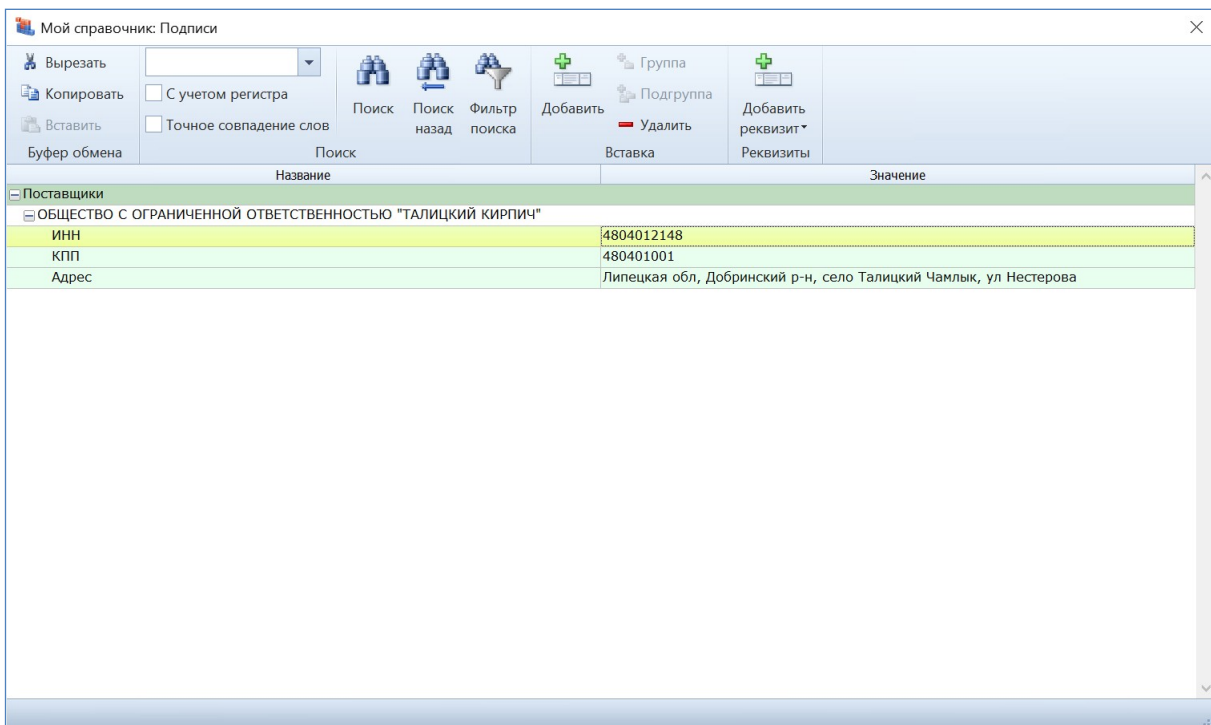 Мой справочник: Подписи
Вырезать
Копировать
Вставить
Буфер обмена
С учетом регистра
Точное совпадение слов
Поиск
Поиск назад
Фильтр поиска
Поиск
Добавить
Группа
Подгруппа
Удалить
Вставка
Добавить реквизит
Реквизиты
Название Значение
Поставщики
ОБЩЕСТВО С ОГРАНИЧЕННОЙ ОТВЕТСТВЕННОСТЬЮ "ТАЛИЦКИЙ КИРПИЧ"
ИНН 4804012148
КПП 480401001
Адрес Липецкая обл, Добринский р-н, село Талицкий Чамлык, ул Нестерова